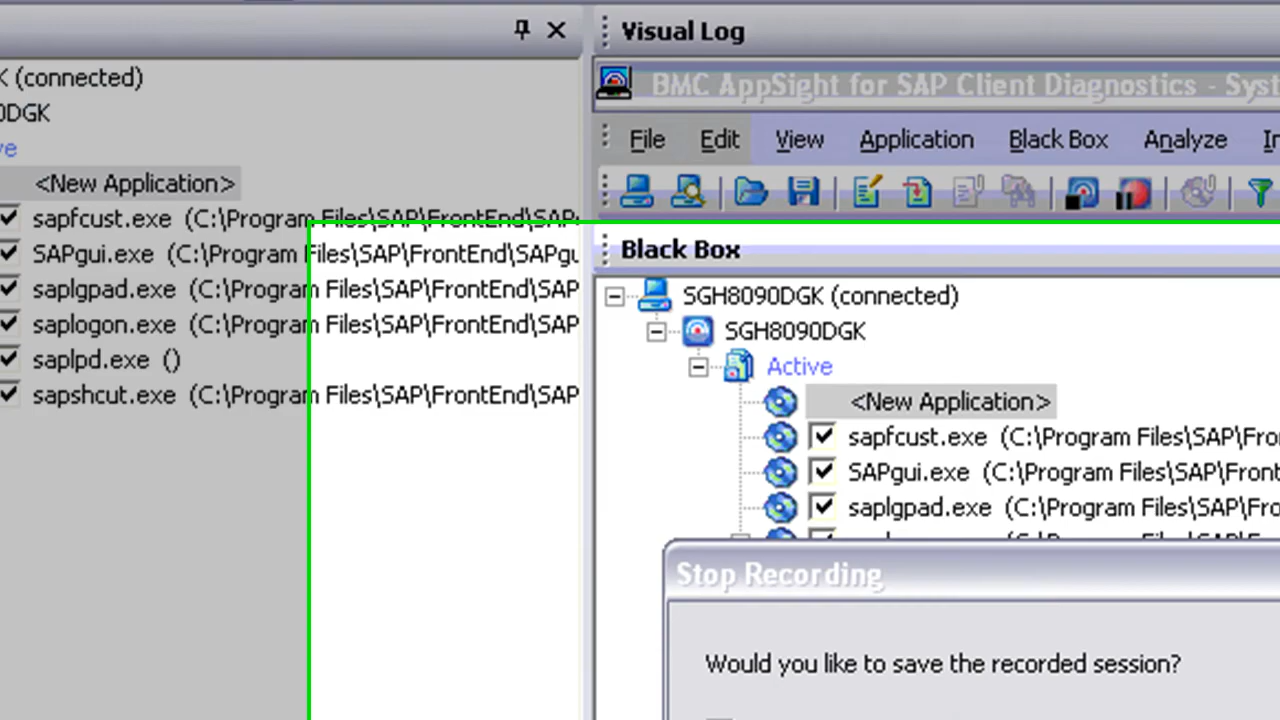 K (connected)
0DGK
ve
<New Application>
sapfcust.exe (C:\Program Files\SAP\FrontEnd\SAP
SAPgui.exe (C:\Program Files\SAP\FrontEnd\SAPgu
saplgpad.exe (C:\Program Files\SAP\FrontEnd\SAP
saplogon.exe (C:\Program Files\SAP\FrontEnd\SAP
saplpd.exe ()
sapshcut.exe (C:\Program Files\SAP\FrontEnd\SAP
Visual Log
BMC AppSight for SAP Client Diagnostics - Syst
File Edit View Application Black Box Analyze In
Black Box
SGH8090DGK (connected)
SGH8090DGK
Active
<New Application>
sapfcust.exe (C:\Program Files\SAP\Fro
SAPgui.exe (C:\Program Files\SAP\Front
saplgpad.exe (C:\Program Files\SAP\Fro
Stop Recording
Would you like to save the recorded session?